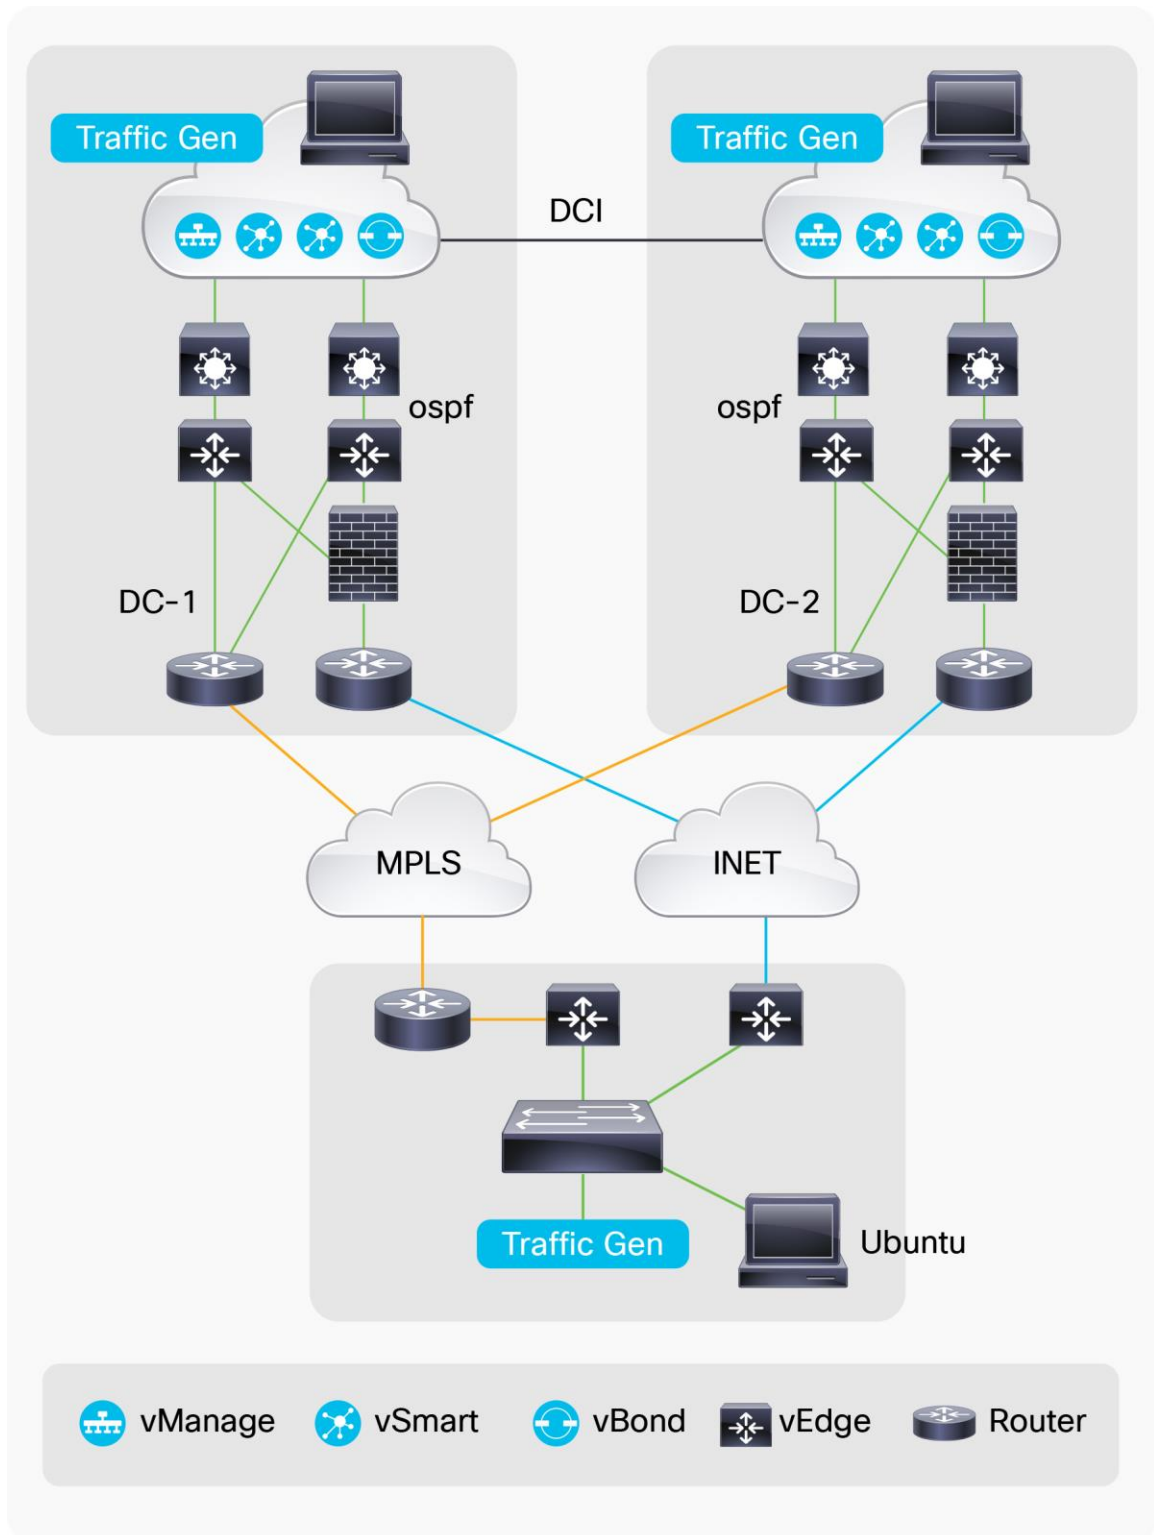 Traffic Gen
Traffic Gen
DCI
ospf
ospf
DC-1
DC-2
MPLS
INET
Traffic Gen
Ubuntu
vManage
vSmart
vBond
vEdge
Router